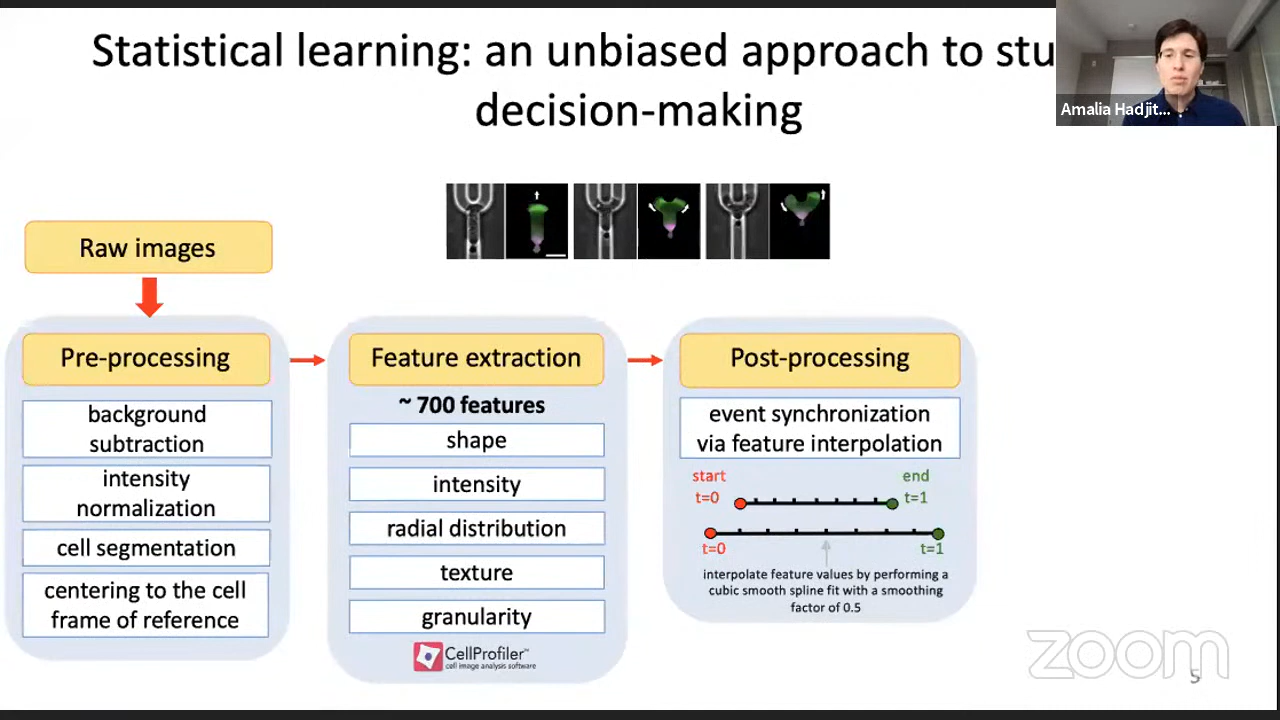 Statistical learning: an unbiased approach to stu
decision-making
Amalia Hadjit...
Raw images
Pre-processing
background
subtraction
intensity
normalization
cell segmentation
centering to the cell
frame of reference
Feature extraction
~ 700 features
shape
intensity
radial distribution
texture
granularity
CellProfiler™
cell image analysis software
Post-processing
event synchronization
via feature interpolation
start end
t=0 t=1
t=0 t=1
interpolate feature values by performing a
cubic smooth spline fit with a smoothing
factor of 0.5
zoom
5